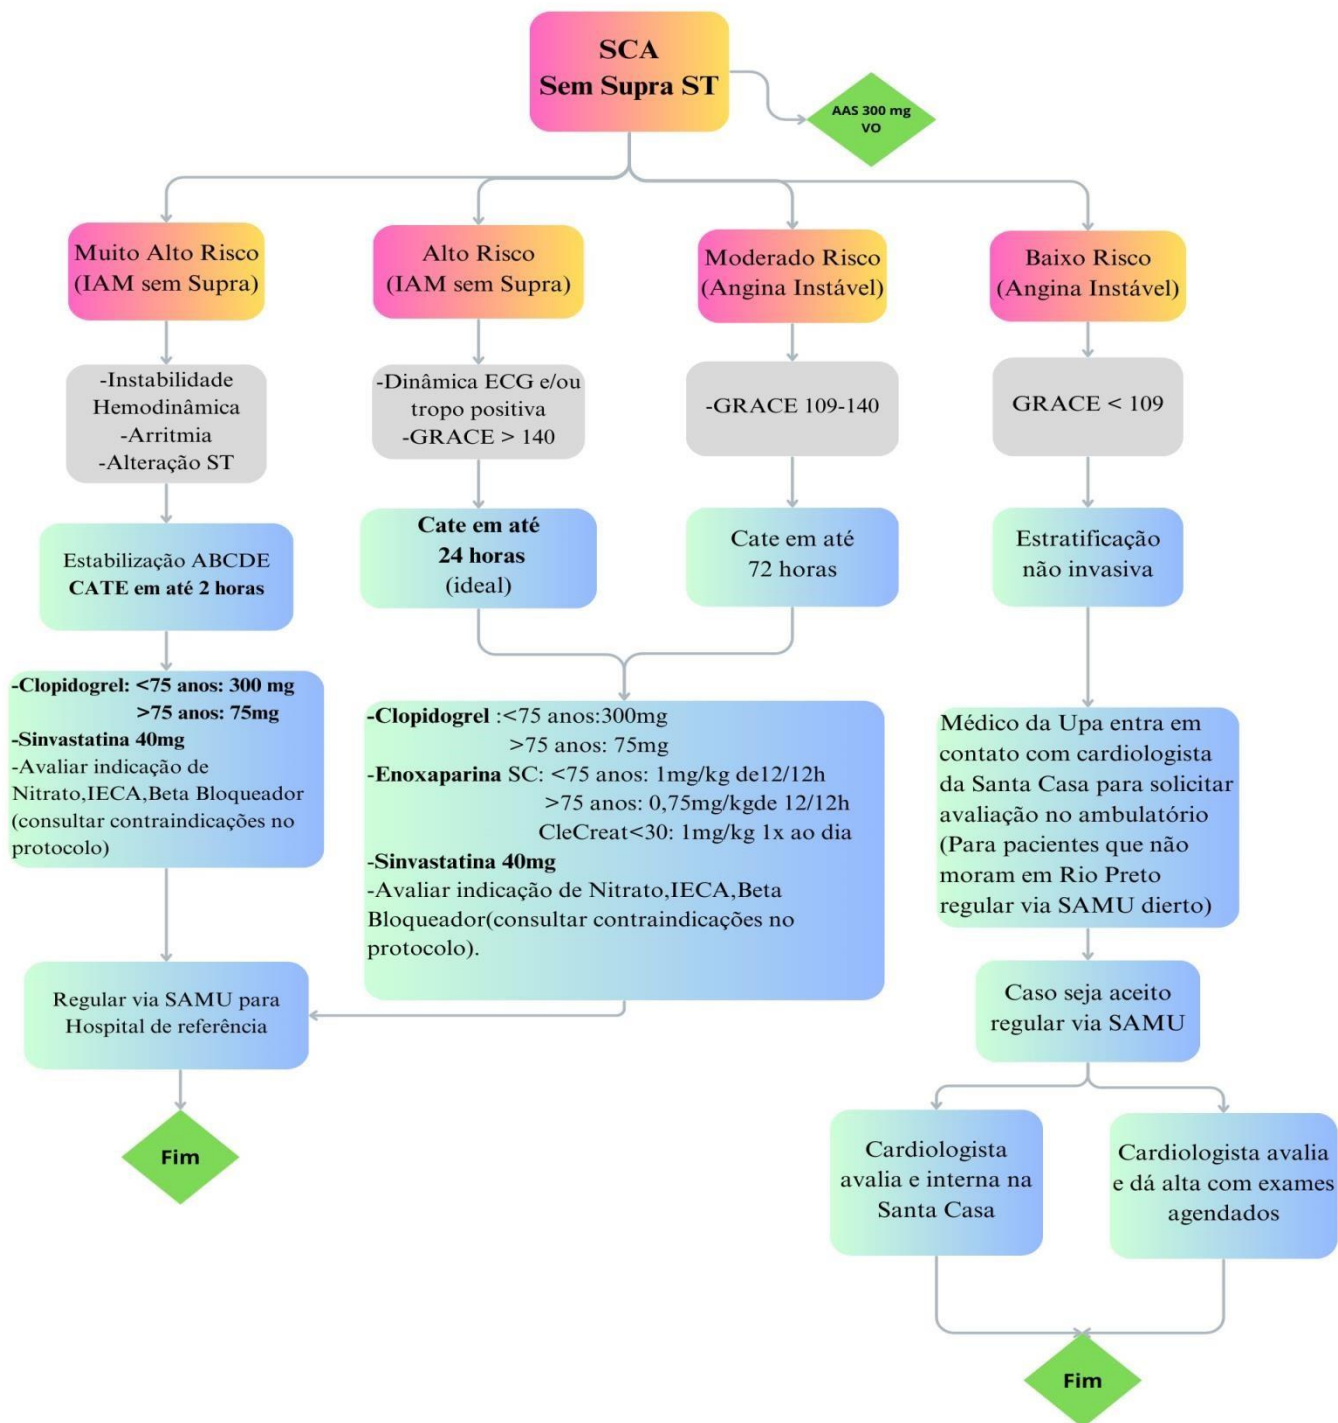 SCA
Sem Supra ST
AAS 300 mg
VO
Muito Alto Risco
(IAM sem Supra)
Alto Risco
(IAM sem Supra)
Moderado Risco
(Angina Instável)
Baixo Risco
(Angina Instável)
-Instabilidade
Hemodinâmica
-Arritmia
-Alteração ST
-Dinâmica ECG e/ou
tropo positiva
-GRACE > 140
-GRACE 109-140
GRACE < 109
Estabilização ABCDE
CATE em até 2 horas
Cate em até
24 horas
(ideal)
Cate em até
72 horas
Estratificação
não invasiva
-Clopidogrel: <75 anos: 300 mg
>75 anos: 75mg
-Sinvastatina 40mg
-Avaliar indicação de
Nitrato,IECA,Beta Bloqueador
(consultar contraindicações no
protocolo)
-Clopidogrel :<75 anos:300mg
>75 anos: 75mg
-Enoxaparina SC: <75 anos: 1mg/kg de12/12h
>75 anos: 0,75mg/kgde 12/12h
CleCreat<30: 1mg/kg 1x ao dia
-Sinvastatina 40mg
-Avaliar indicação de Nitrato,IECA,Beta
Bloqueador(consultar contraindicações no
protocolo).
Médico da Upa entra em
contato com cardiologista
da Santa Casa para solicitar
avaliação no ambulatório
(Para pacientes que não
moram em Rio Preto
regular via SAMU dierto)
Regular via SAMU para
Hospital de referência
Caso seja aceito
regular via SAMU
Fim
Cardiologista
avalia e interna na
Santa Casa
Cardiologista avalia
e dá alta com exames
agendados
Fim